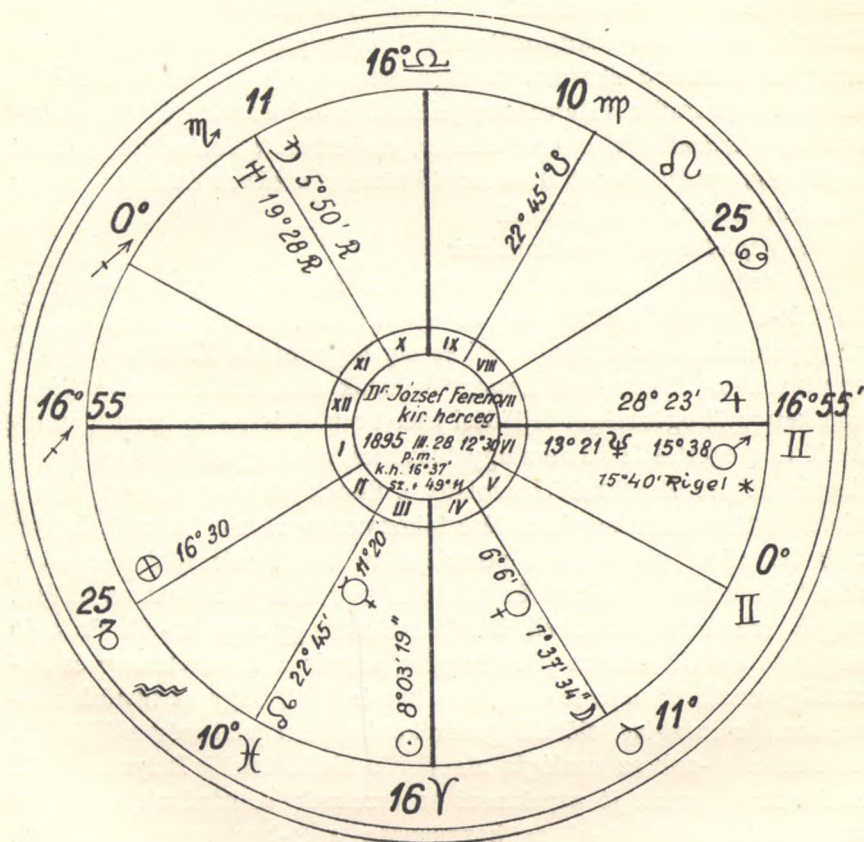 16° ♎
10 ♍
♌
25 ♋
28° 23' ♃
16° 55' ♊
13° 21 ♆ 15° 38 ♂
15° 40' Rigel *
0° ♊
11° ♉
7° 37' 34" ☽
6° 6' ♀
16 ♈
☉ 8° 03' 19"
☿ 11° 20'
☊ 22° 45'
10° ♓
♒
25 ♑
⊗ 16° 30
16° 55 ♐
0° ♐
11 ♏
♄ 5° 50' R
♅ 19° 28 R
22° 45' ☋
X IX VIII VII VI V IV III II I XII XI
Dr József Ferenc
kir. herceg
1895 III. 28 12° 30
p.m.
k.h. 16° 37'